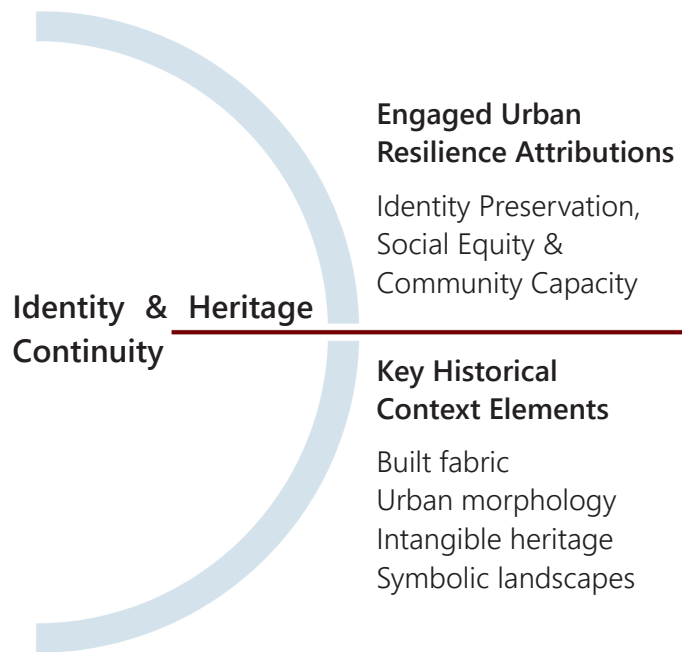 Identity & Heritage
Continuity
Engaged Urban
Resilience Attributions
Identity Preservation,
Social Equity &
Community Capacity
Key Historical
Context Elements
Built fabric
Urban morphology
Intangible heritage
Symbolic landscapes